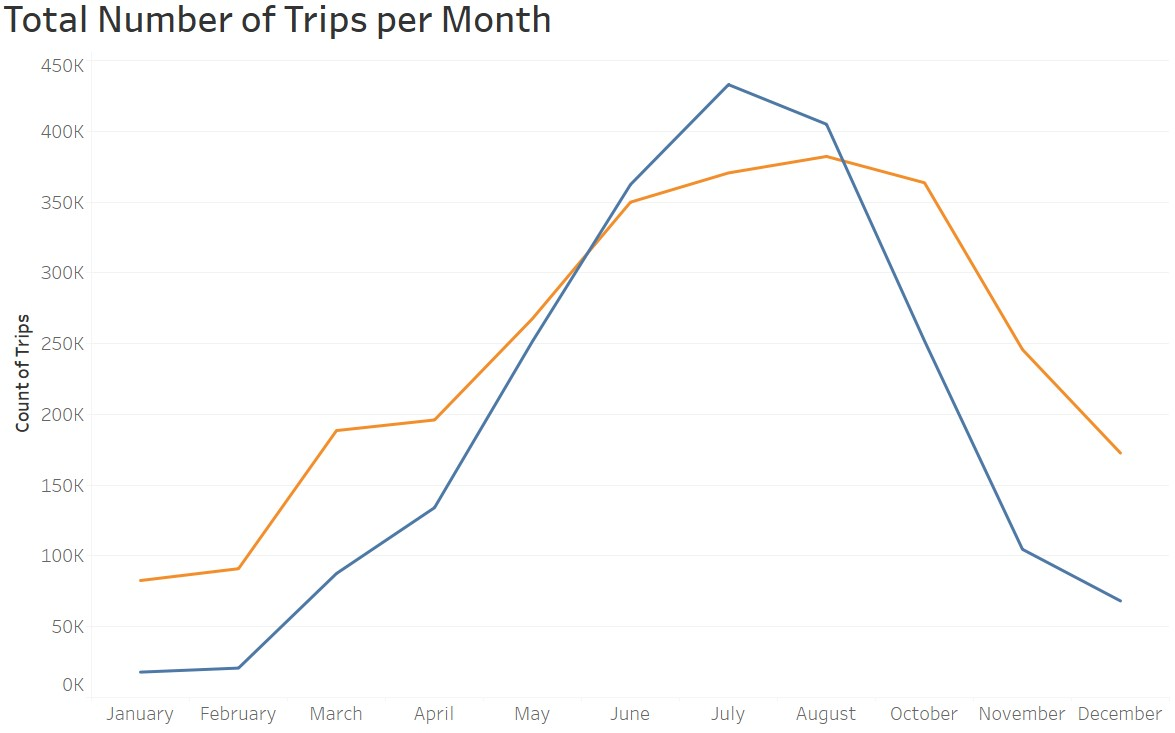 Total Number of Trips per Month
450K
400K
350K
300K
250K
200K
150K
100K
50K
0K
Count of Trips
January February March April May June July August October November December